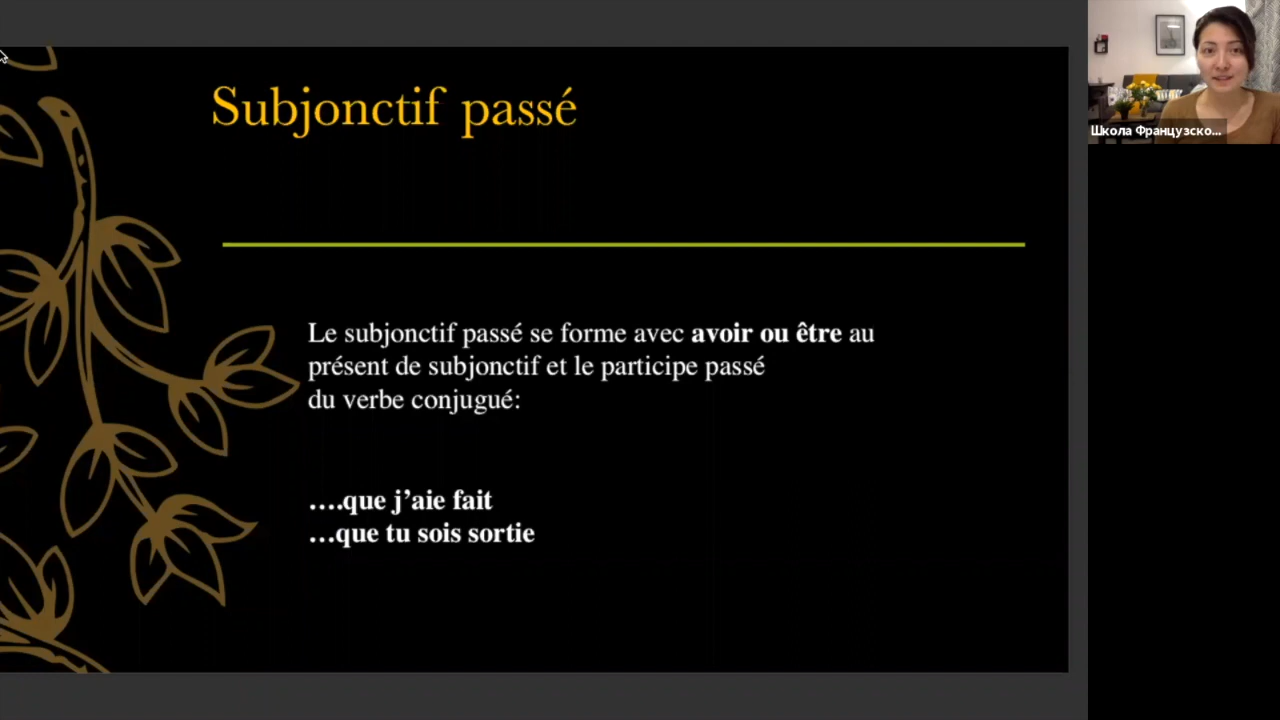 Subjonctif passé
Школа Французско...
Le subjonctif passé se forme avec avoir ou être au
présent de subjonctif et le participe passé
du verbe conjugué:
....que j’aie fait
...que tu sois sortie